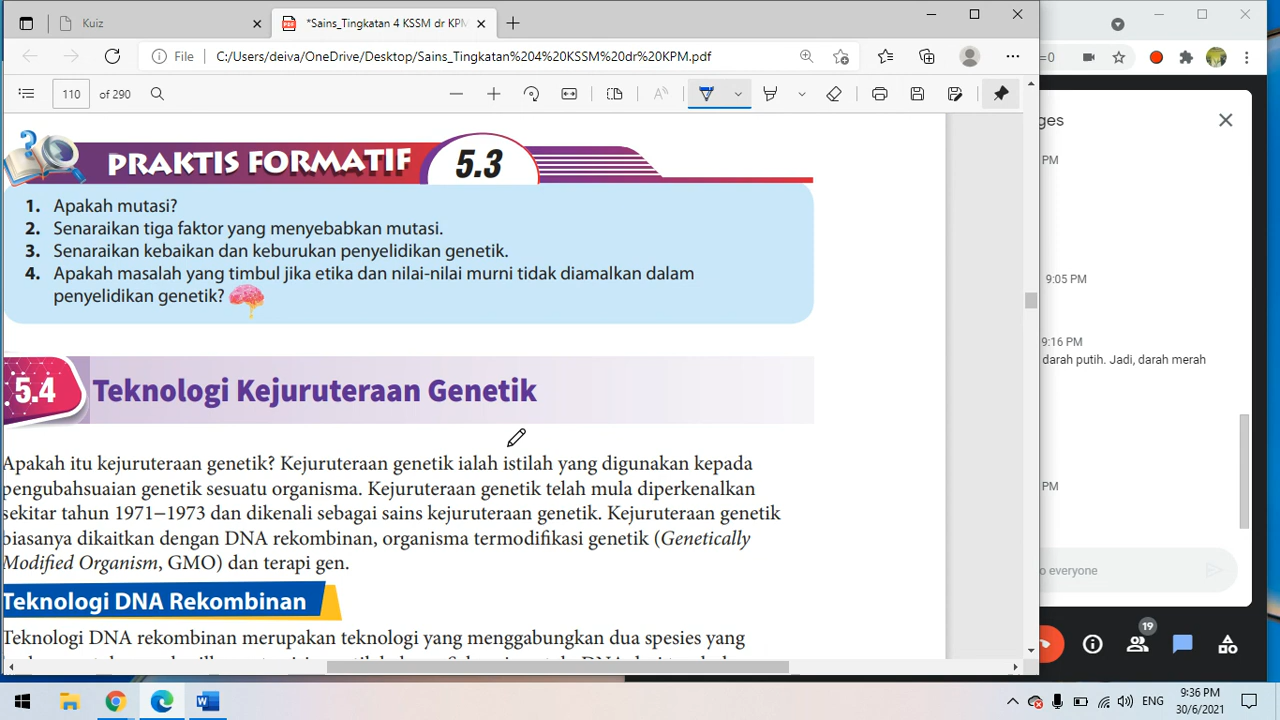 Kuiz
*Sains_Tingkatan 4 KSSM dr KPM
File
C:/Users/deiva/OneDrive/Desktop/Sains_Tingkatan%204%20KSSM%20dr%20KPM.pdf
=0
110 of 290
ges
PRAKTIS FORMATIF 5.3
1. Apakah mutasi?
2. Senaraikan tiga faktor yang menyebabkan mutasi.
3. Senaraikan kebaikan dan keburukan penyelidikan genetik.
4. Apakah masalah yang timbul jika etika dan nilai-nilai murni tidak diamalkan dalam
penyelidikan genetik?
5.4 Teknologi Kejuruteraan Genetik
Apakah itu kejuruteraan genetik? Kejuruteraan genetik ialah istilah yang digunakan kepada
pengubahsuaian genetik sesuatu organisma. Kejuruteraan genetik telah mula diperkenalkan
sekitar tahun 1971–1973 dan dikenali sebagai sains kejuruteraan genetik. Kejuruteraan genetik
biasanya dikaitkan dengan DNA rekombinan, organisma termodifikasi genetik (Genetically
Modified Organism, GMO) dan terapi gen.
Teknologi DNA Rekombinan
Teknologi DNA rekombinan merupakan teknologi yang menggabungkan dua spesies yang
PM
9:05 PM
9:16 PM
darah putih. Jadi, darah merah
PM
o everyone
19
ENG
9:36 PM
30/6/2021